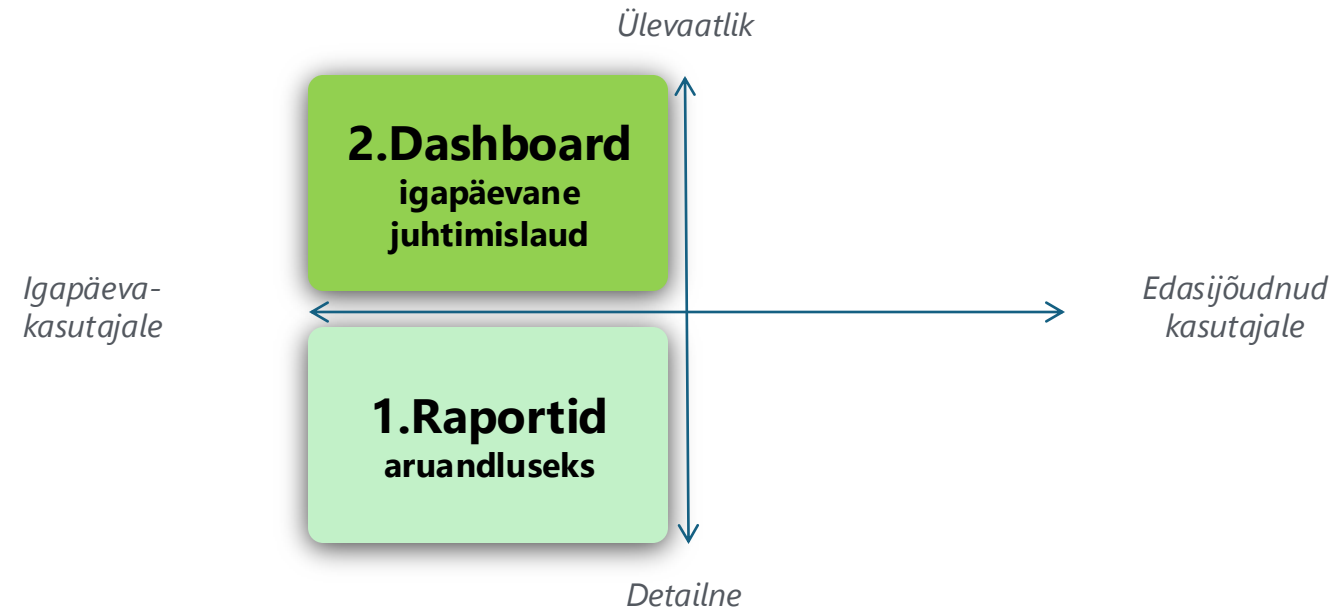 Ülevaatlik
2.Dashboard
igapäevane
juhtimislaud
Igapäeva-
kasutajale
Edasijõudnud
kasutajale
1.Raportid
aruandluseks
Detailne